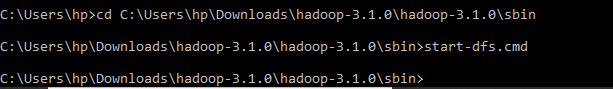 C:\Users\hp>cd C:\Users\hp\Downloads\hadoop-3.1.0\hadoop-3.1.0\sbin
C:\Users\hp\Downloads\hadoop-3.1.0\hadoop-3.1.0\sbin>start-dfs.cmd
C:\Users\hp\Downloads\hadoop-3.1.0\hadoop-3.1.0\sbin>